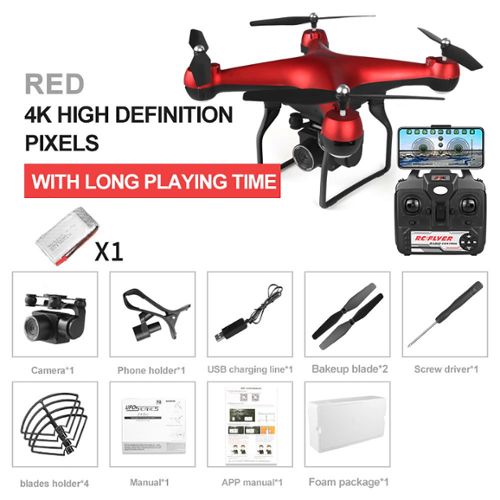 RED
4K HIGH DEFINITION
PIXELS
WITH LONG PLAYING TIME
X1
RC-FLYER
Camera*1
Phone holder*1
USB charging line*1
Bakeup blade*2
Screw driver*1
blades holder*4
Manual*1
APP manual*1
Foam package*1